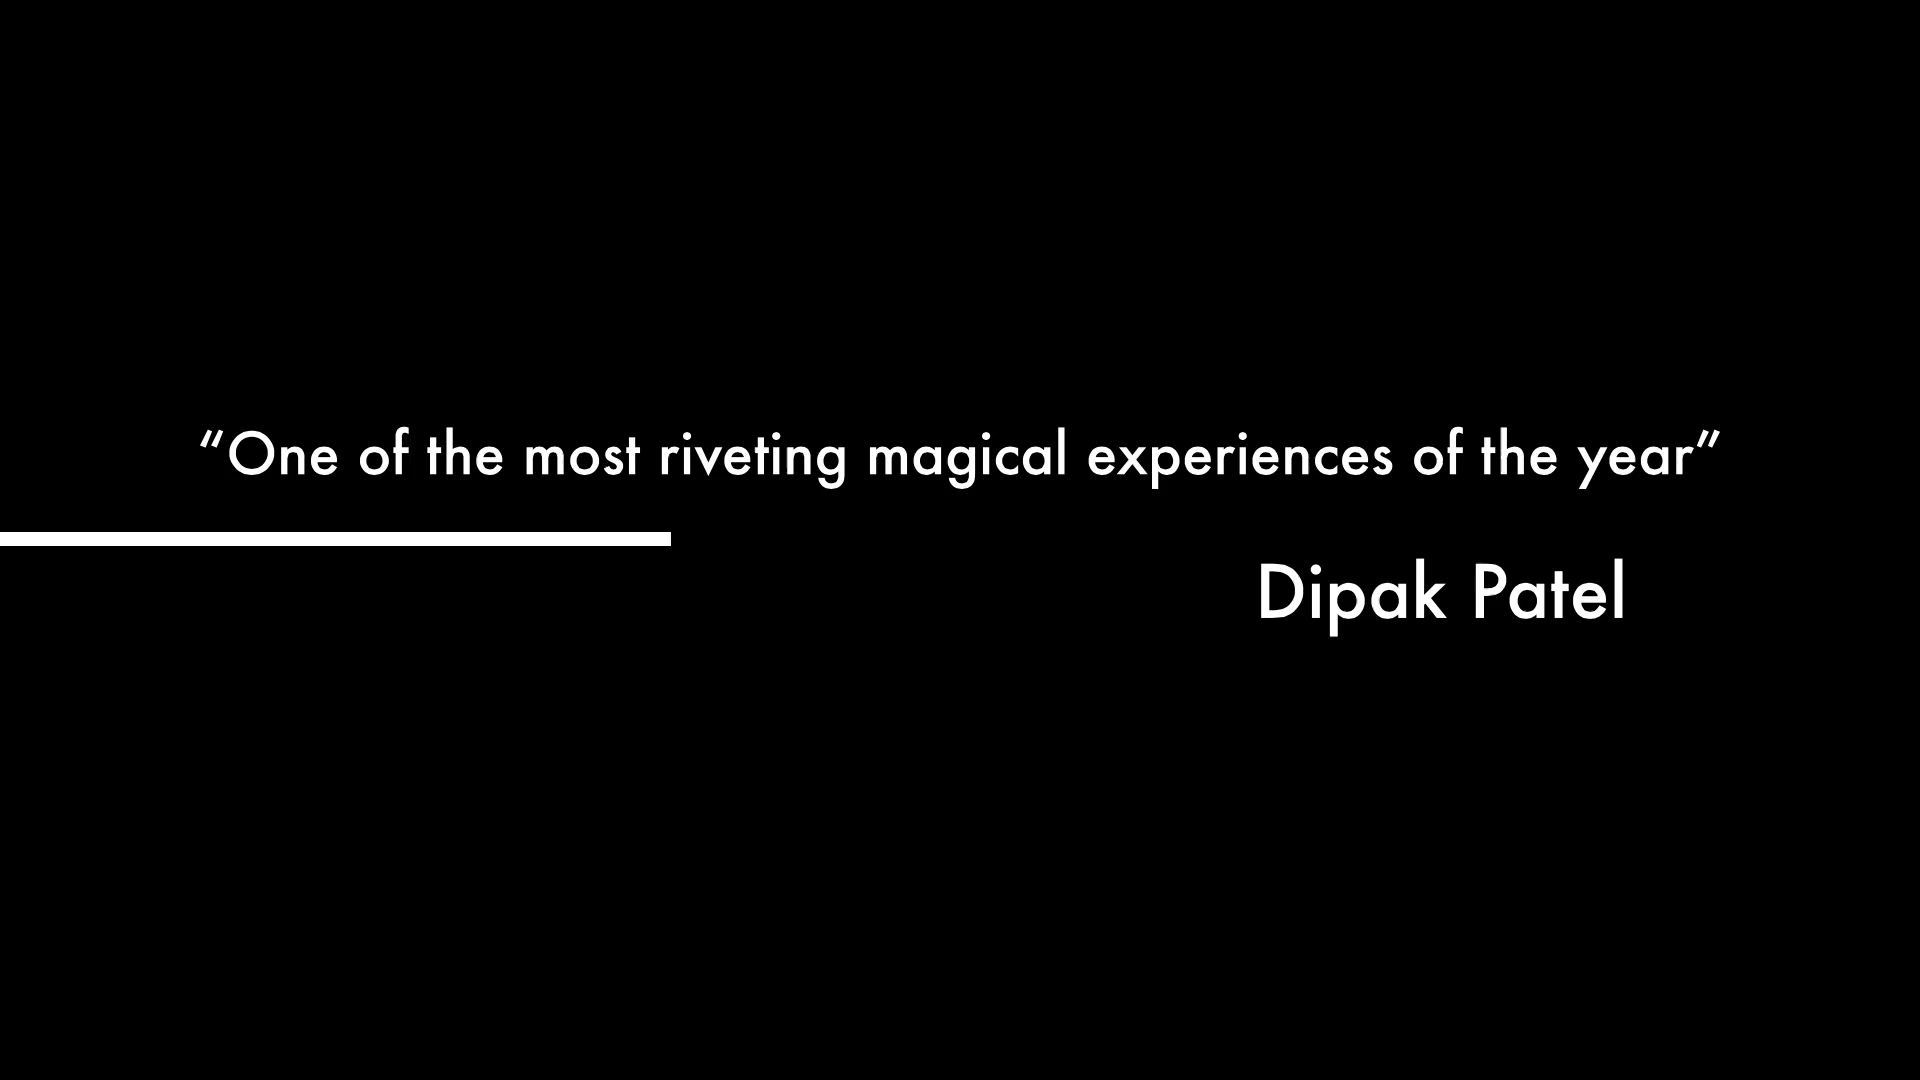 “One of the most riveting magical experiences of the year”
Dipak Patel